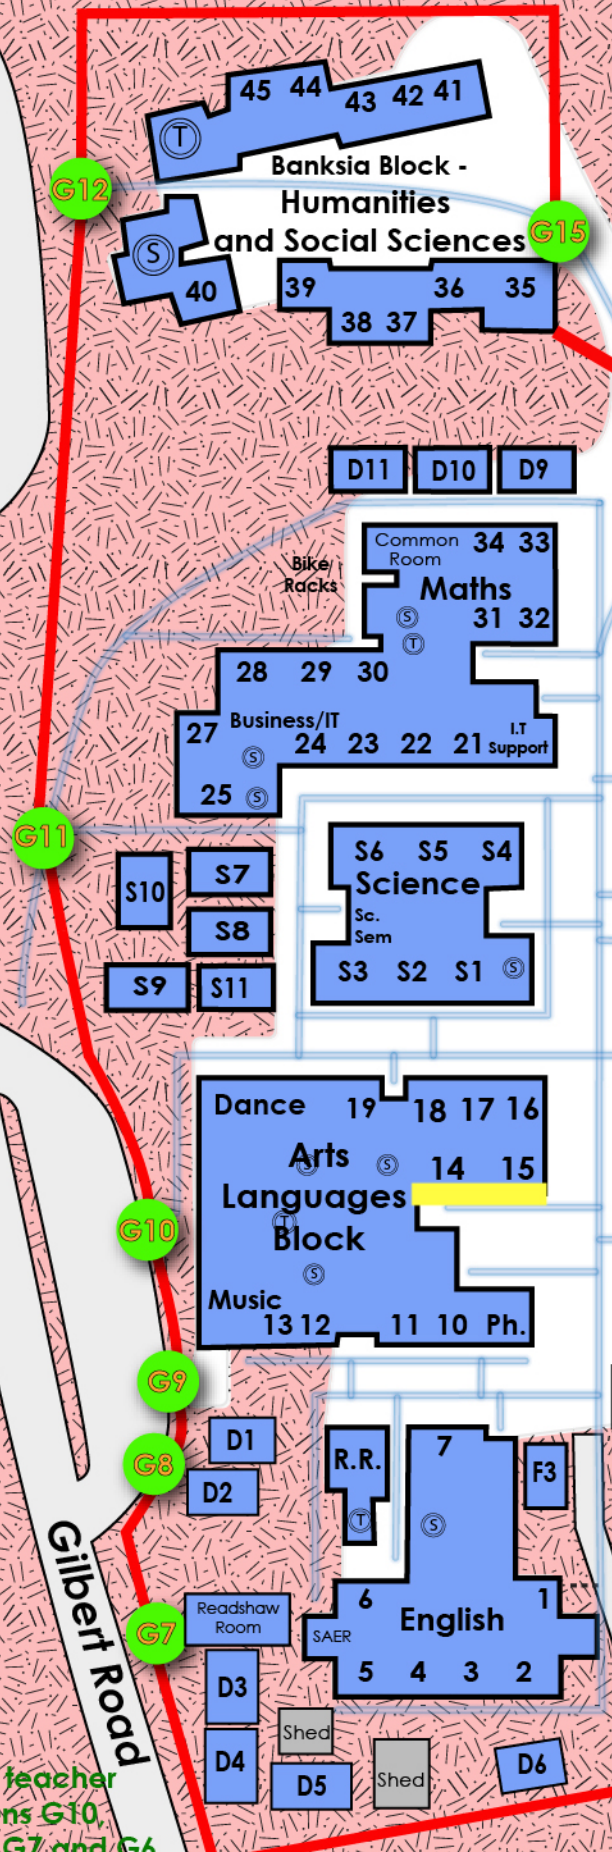 45 44 43 42 41
T
Banksia Block -
G12
Humanities
G15
and Social Sciences
S
40
39 36 35
38 37
D11 D10 D9
Common
Room
34 33
Bike
Racks
Maths
S
31 32
T
28 29 30
27
Business/IT
24 23 22 21
I.T
Support
S
25
S
G11
S6 S5 S4
Science
S10
S7
Sc.
Sem
S8
S3 S2 S1
S
S9
S11
Dance 19 18 17 16
Arts
S
S
14 15
Languages
T
Block
G10
S
Music
13 12 11 10 Ph.
G9
D1
7
R.R.
G8
F3
D2
T
S
Gilbert Road
6
1
Readshaw
Room
English
G7
SAER
5 4 3 2
D3
Shed
D4
D6
teacher
D5
Shed
ns G10,
G7 and G6